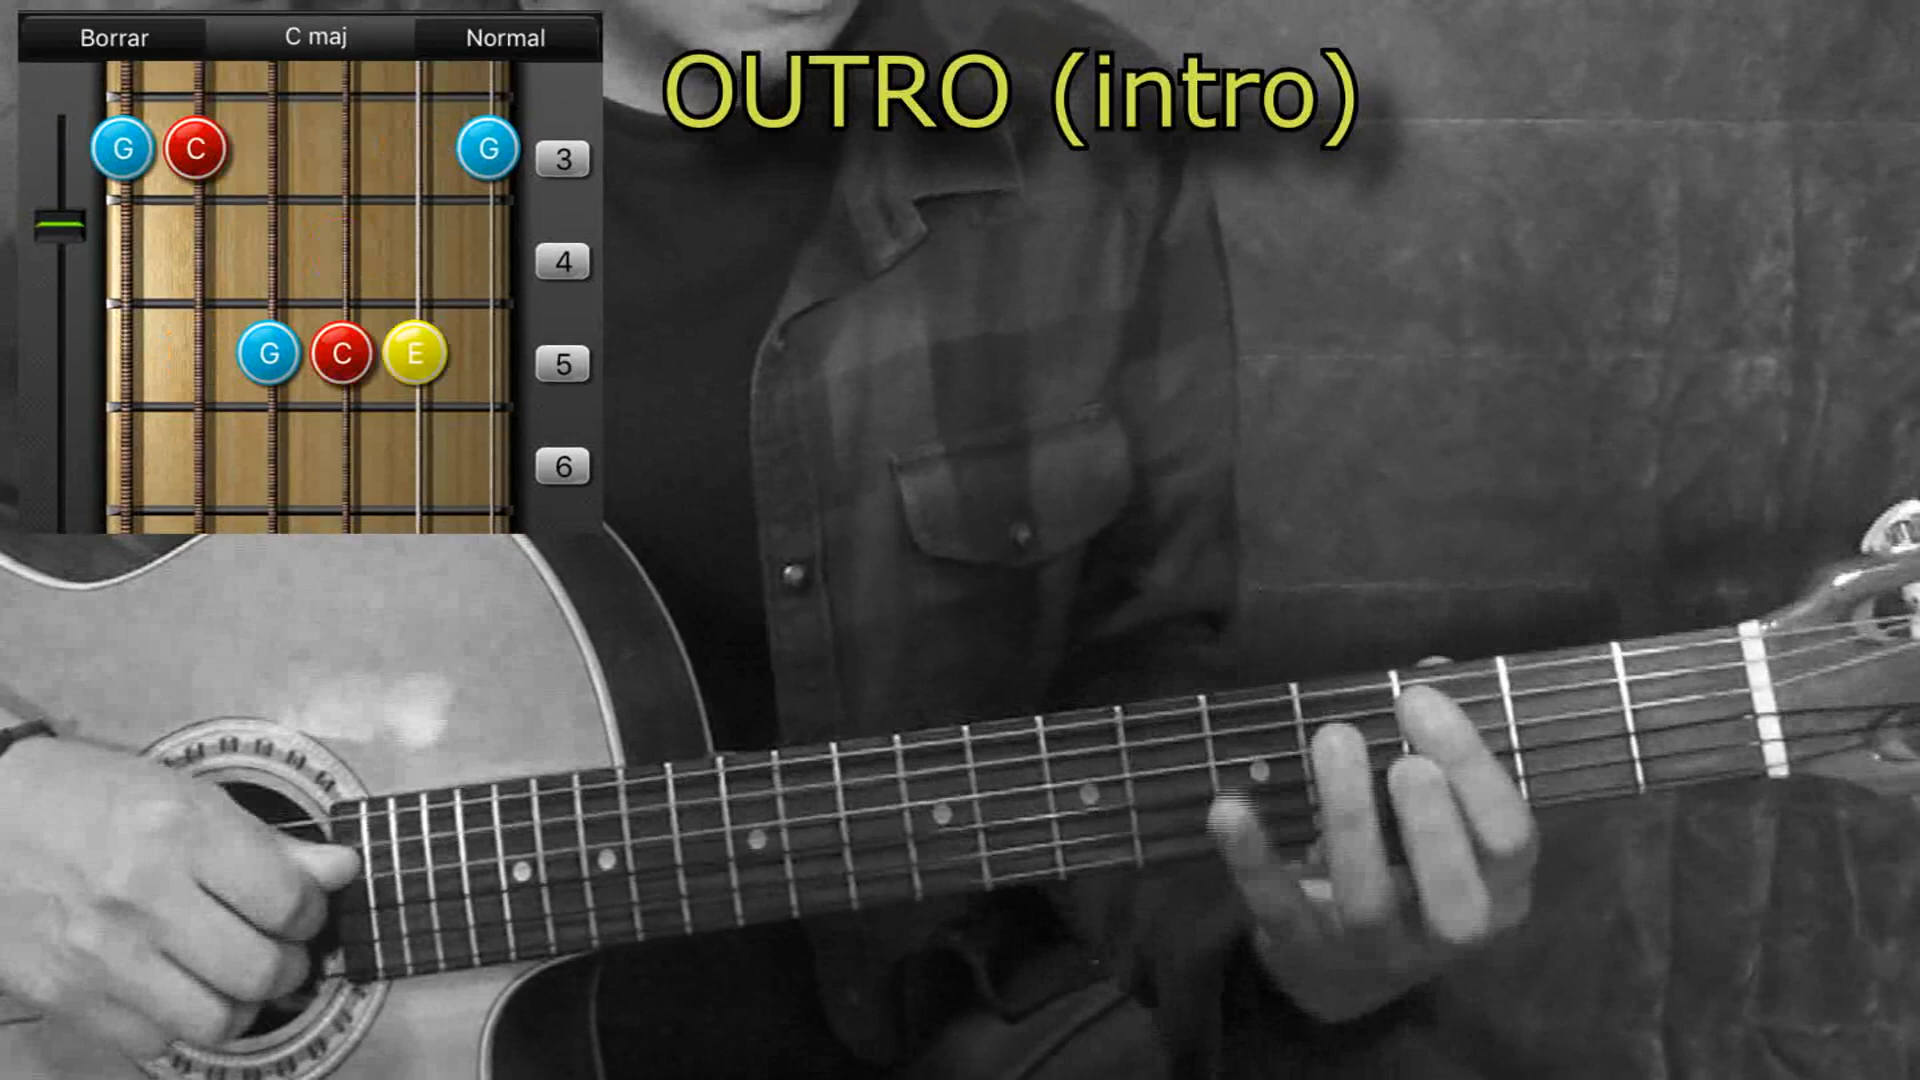 Borrar C maj Normal
OUTRO (intro)
G C G 3
4
G C E 5
6